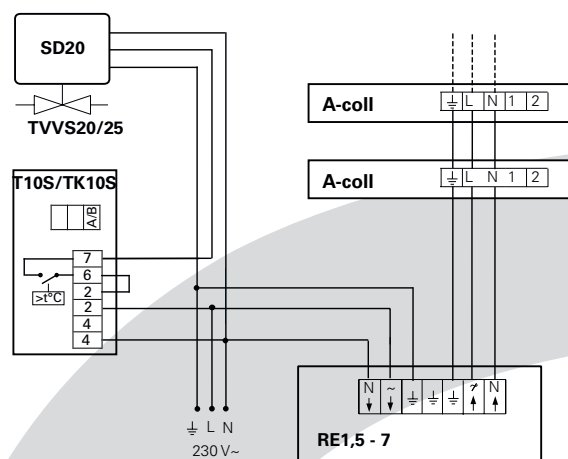 SD20
TVVS20/25
A-coll
L N 1 2
A-coll
L N 1 2
T10S/TK10S
A/B
7
6
2
2
4
4
>t°C
L N
230 V~
N ~ N
RE1,5 - 7